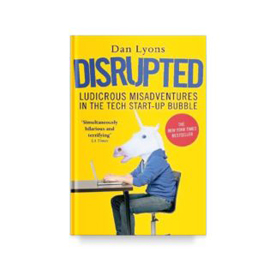 Dan Lyons
DISRUPTED
LUDICROUS MISADVENTURES
IN THE TECH START-UP BUBBLE
'Simultaneously
hilarious and
terrifying'
L.A. Times
THE
NEW YORK TIMES
BESTSELLER